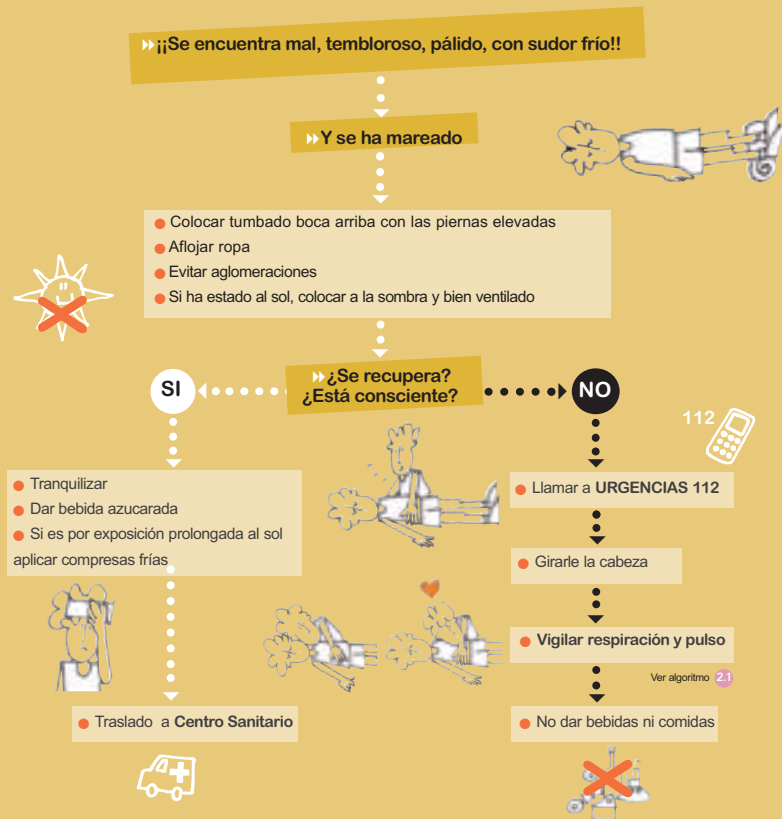 ¡¡Se encuentra mal, tembloroso, pálido, con sudor frío!!
Y se ha mareado
Colocar tumbado boca arriba con las piernas elevadas
Aflojar ropa
Evitar aglomeraciones
Si ha estado al sol, colocar a la sombra y bien ventilado
¿Se recupera?
¿Está consciente?
SI
NO
112
Tranquilizar
Dar bebida azucarada
Si es por exposición prolongada al sol
aplicar compresas frías
Traslado a Centro Sanitario
Llamar a URGENCIAS 112
Girarle la cabeza
Vigilar respiración y pulso
Ver algoritmo 2.1
No dar bebidas ni comidas